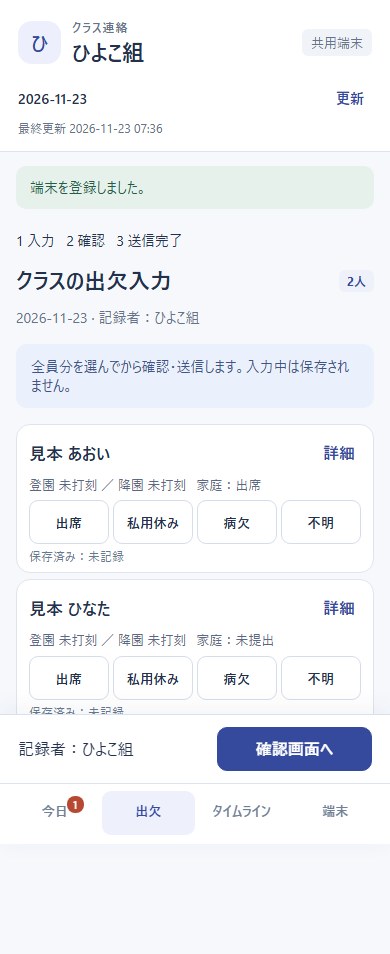 ひ
クラス連絡
ひよこ組
共用端末
2026-11-23
更新
最終更新 2026-11-23 07:36
端末を登録しました。
1 入力 2 確認 3 送信完了
クラスの出欠入力
2人
2026-11-23 · 記録者：ひよこ組
全員分を選んでから確認・送信します。入力中は保存され
ません。
見本 あおい
詳細
登園 未打刻 ／ 降園 未打刻 家庭：出席
出席 私用休み 病欠 不明
保存済み：未記録
見本 ひなた
詳細
登園 未打刻 ／ 降園 未打刻 家庭：未提出
出席 私用休み 病欠 不明
保存済み：未記録
記録者：ひよこ組
確認画面へ
今日 1 出欠 タイムライン 端末